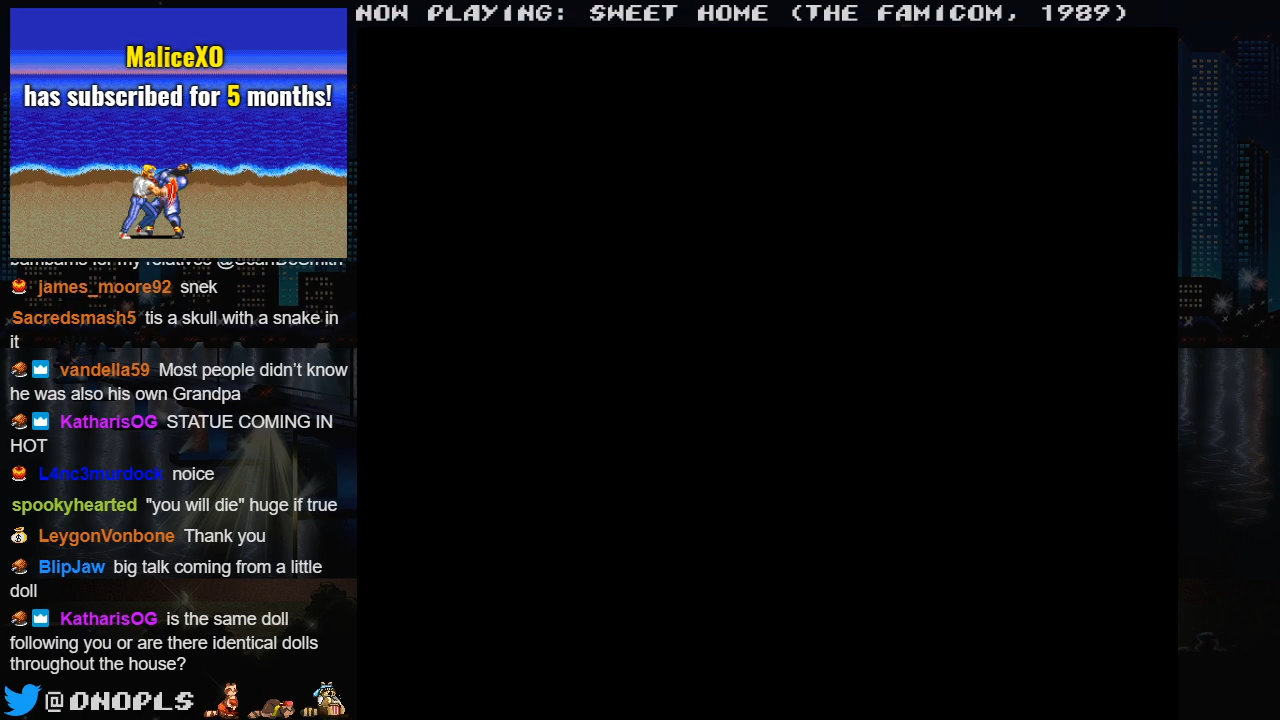 NOW PLAYING: SWEET HOME (THE FAMICOM, 1989)
MaliceXO
has subscribed for 5 months!
james_moore92 snek
Sacredsmash5 tis a skull with a snake in
it
vandella59 Most people didn't know
he was also his own Grandpa
KatharisOG STATUE COMING IN
HOT
L4nc3murdock noice
spookyhearted "you will die" huge if true
LeygonVonbone Thank you
BlipJaw big talk coming from a little
doll
KatharisOG is the same doll
following you or are there identical dolls
throughout the house?
@DNOPLS